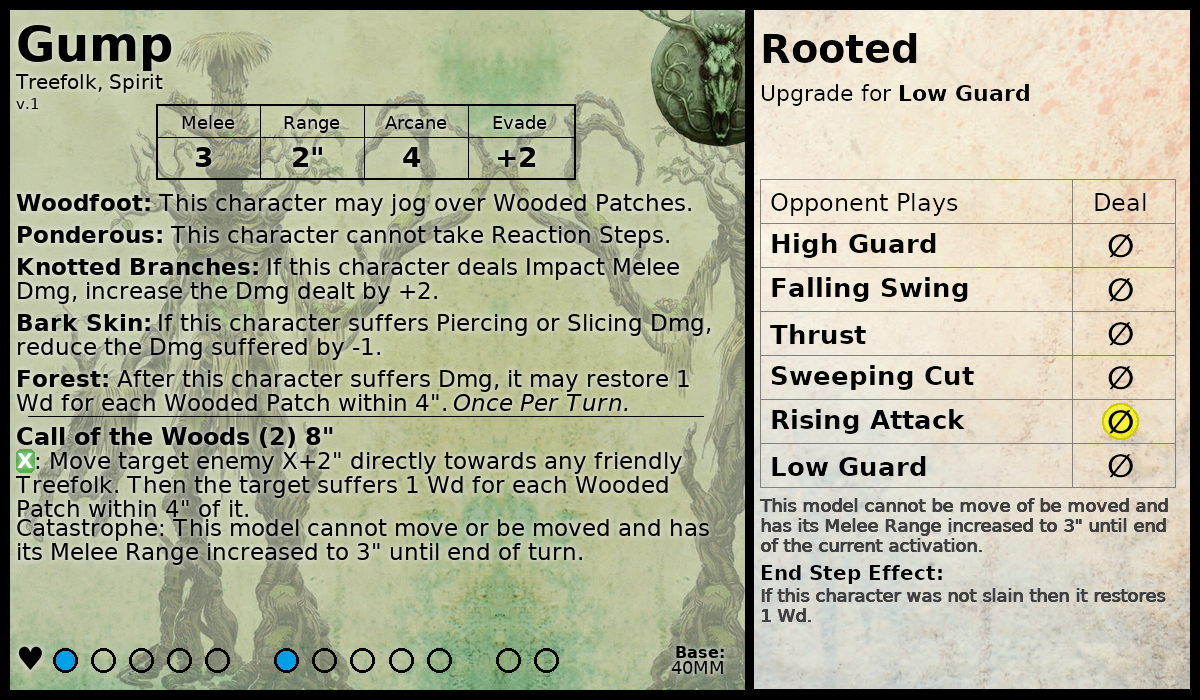 Gump
Treefolk, Spirit
v.1
Melee Range Arcane Evade
3 2" 4 +2
Woodfoot: This character may jog over Wooded Patches.
Ponderous: This character cannot take Reaction Steps.
Knotted Branches: If this character deals Impact Melee
Dmg, increase the Dmg dealt by +2.
Bark Skin: If this character suffers Piercing or Slicing Dmg,
reduce the Dmg suffered by -1.
Forest: After this character suffers Dmg, it may restore 1
Wd for each Wooded Patch within 4". Once Per Turn.
Call of the Woods (2) 8"
X: Move target enemy X+2" directly towards any friendly
Treefolk. Then the target suffers 1 Wd for each Wooded
Patch within 4" of it.
Catastrophe: This model cannot move or be moved and has
its Melee Range increased to 3" until end of turn.
Base:
40MM
Rooted
Upgrade for Low Guard
Opponent Plays Deal
High Guard ∅
Falling Swing ∅
Thrust ∅
Sweeping Cut ∅
Rising Attack ∅
Low Guard ∅
This model cannot be move of be moved and
has its Melee Range increased to 3" until end
of the current activation.
End Step Effect:
If this character was not slain then it restores
1 Wd.